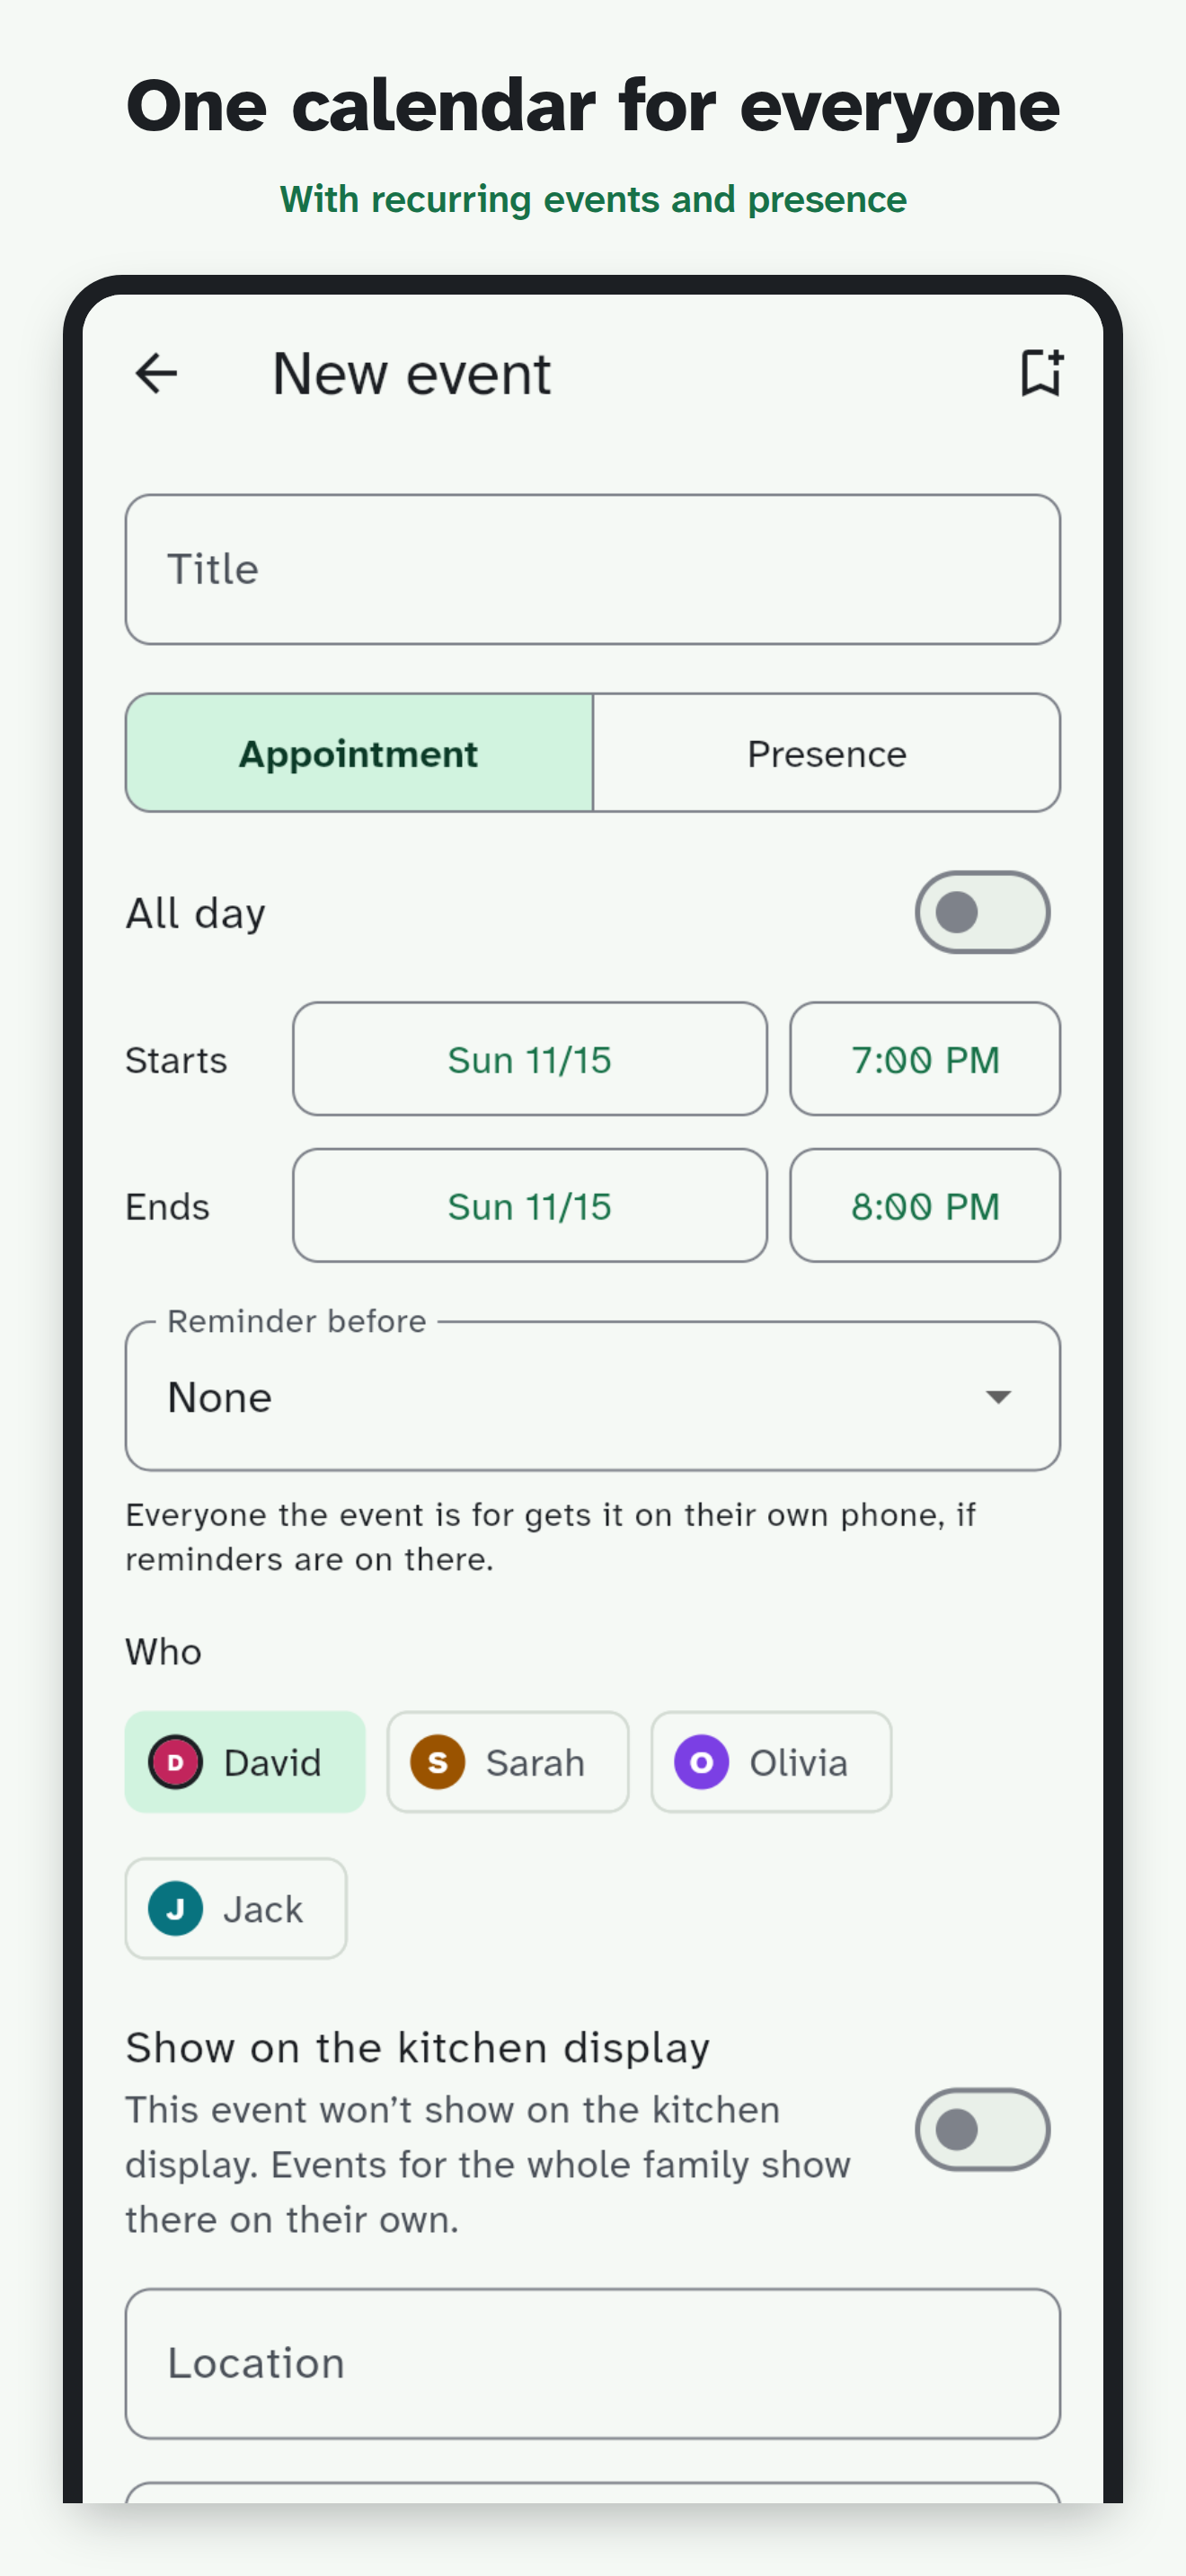 One calendar for everyone
With recurring events and presence
New event
Title
Appointment Presence
All day
Starts Sun 11/15 7:00 PM
Ends Sun 11/15 8:00 PM
Reminder before
None
Everyone the event is for gets it on their own phone, if
reminders are on there.
Who
D David S Sarah O Olivia
J Jack
Show on the kitchen display
This event won’t show on the kitchen
display. Events for the whole family show
there on their own.
Location